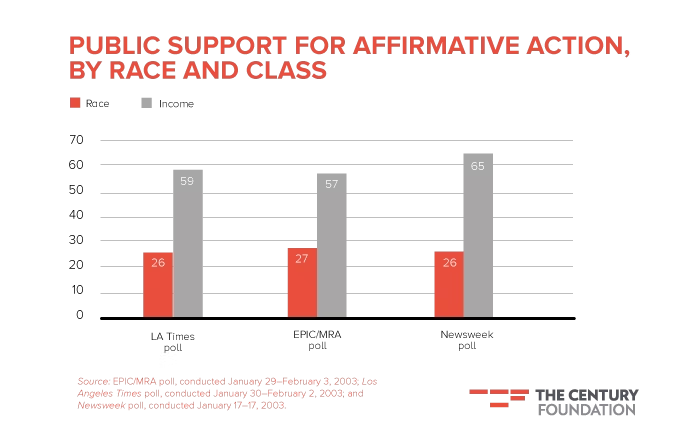 PUBLIC SUPPORT FOR AFFIRMATIVE ACTION,
BY RACE AND CLASS
Race
Income
70
60
50
40
30
20
10
0
26
59
27
57
26
65
LA Times
poll
EPIC/MRA
poll
Newsweek
poll
Source: EPIC/MRA poll, conducted January 29–February 3, 2003; Los
Angeles Times poll, conducted January 30–February 2, 2003; and
Newsweek poll, conducted January 17–17, 2003.
THE CENTURY
FOUNDATION